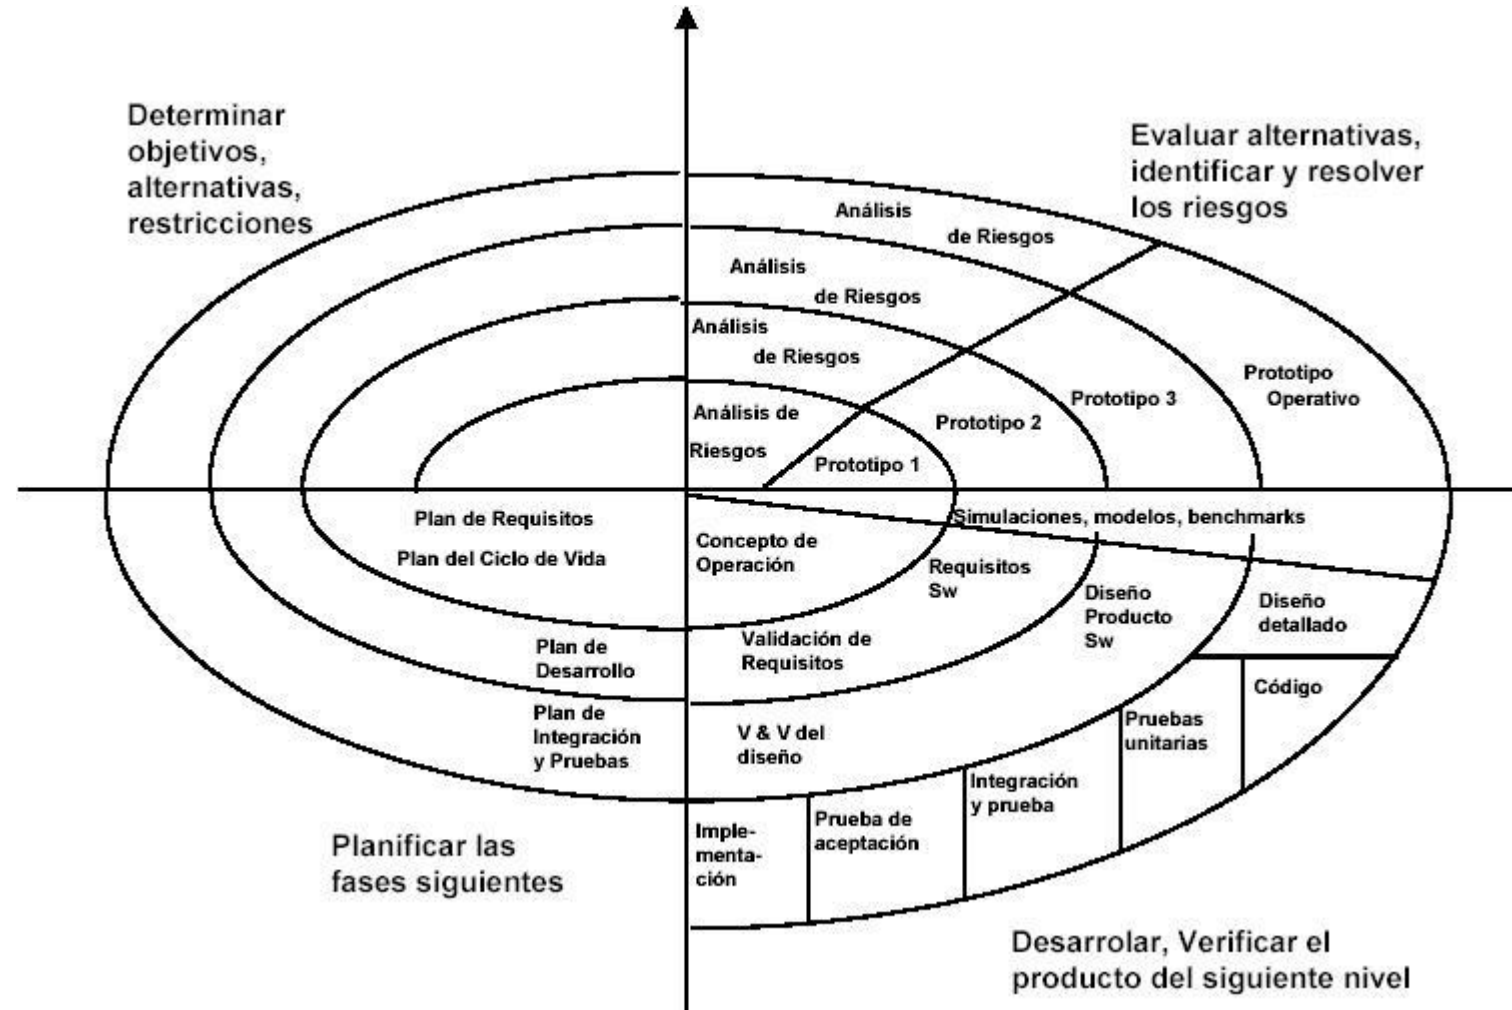 Determinar
objetivos,
alternativas,
restricciones
Evaluar alternativas,
identificar y resolver
los riesgos
Análisis
de Riesgos
Análisis
de Riesgos
Análisis
de Riesgos
Análisis de
Riesgos
Prototipo 1
Prototipo 2
Prototipo 3
Prototipo
Operativo
Simulaciones, modelos, benchmarks
Plan de Requisitos
Plan del Ciclo de Vida
Concepto de
Operación
Requisitos
Sw
Diseño
Producto
Sw
Diseño
detallado
Plan de
Desarrollo
Validación de
Requisitos
Código
Plan de
Integración
y Pruebas
V & V del
diseño
Pruebas
unitarias
Integración
y prueba
Prueba de
aceptación
Imple-
menta-
ción
Planificar las
fases siguientes
Desarrolar, Verificar el
producto del siguiente nivel